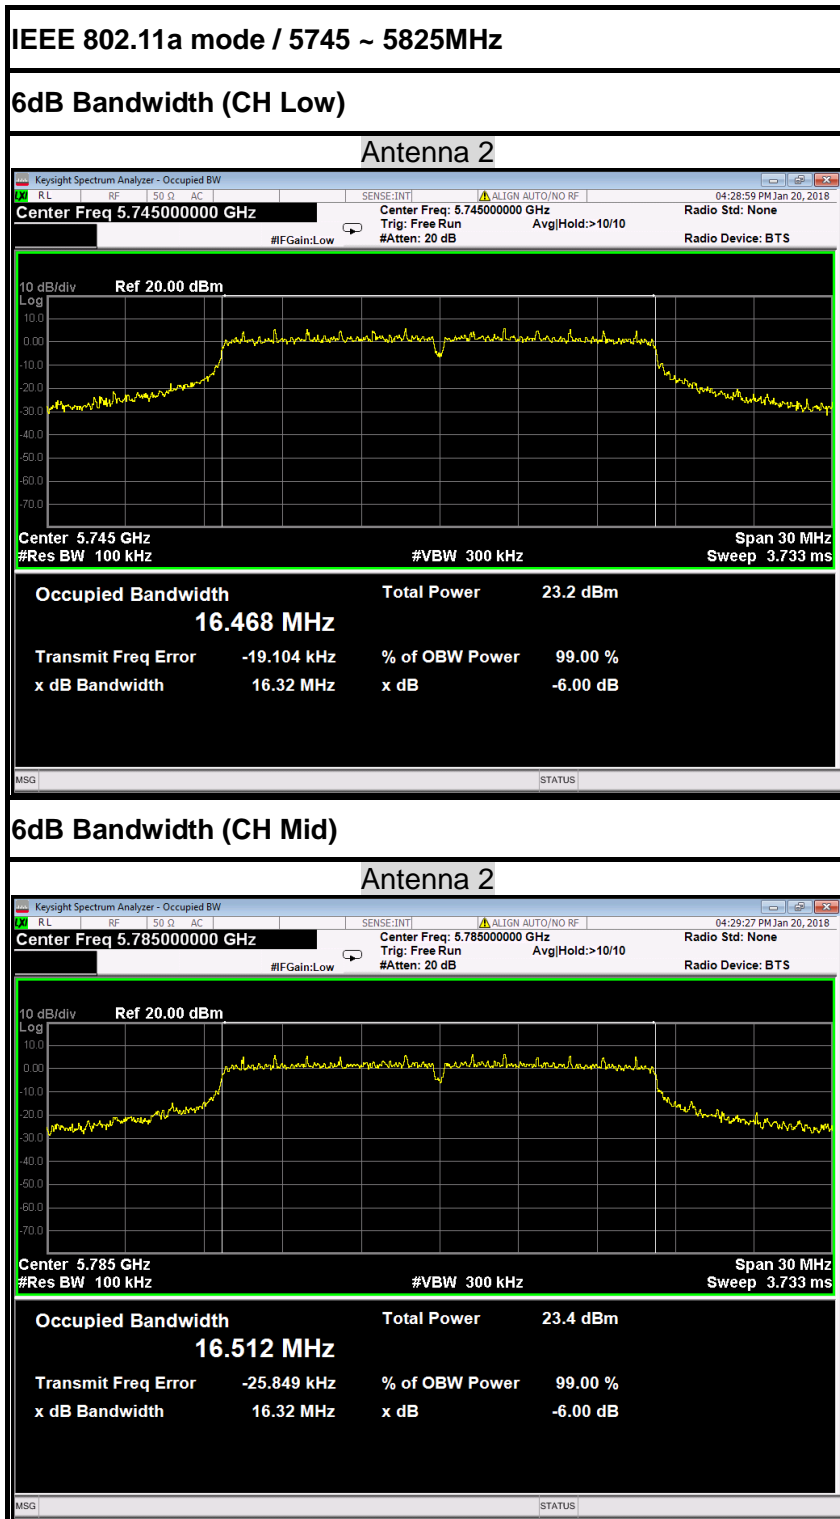 IEEE 802.11a mode / 5745 ~ 5825MHz
6dB Bandwidth (CH Low)
Antenna 2
Keysight Spectrum Analyzer - Occupied BW
LXI RL RF 50 Ω AC SENSE:INT ALIGN AUTO/NO RF 04:28:59 PM Jan 20, 2018
Center Freq 5.745000000 GHz Center Freq: 5.745000000 GHz Radio Std: None
Trig: Free Run Avg|Hold:>10/10
#IFGain:Low #Atten: 20 dB Radio Device: BTS
10 dB/div Ref 20.00 dBm
Log
10.0
0.00
-10.0
-20.0
-30.0
-40.0
-50.0
-60.0
-70.0
Center 5.745 GHz Span 30 MHz
#Res BW 100 kHz #VBW 300 kHz Sweep 3.733 ms
Occupied Bandwidth Total Power 23.2 dBm
16.468 MHz
Transmit Freq Error -19.104 kHz % of OBW Power 99.00 %
x dB Bandwidth 16.32 MHz x dB -6.00 dB
MSG STATUS
6dB Bandwidth (CH Mid)
Antenna 2
Keysight Spectrum Analyzer - Occupied BW
LXI RL RF 50 Ω AC SENSE:INT ALIGN AUTO/NO RF 04:29:27 PM Jan 20, 2018
Center Freq 5.785000000 GHz Center Freq: 5.785000000 GHz Radio Std: None
Trig: Free Run Avg|Hold:>10/10
#IFGain:Low #Atten: 20 dB Radio Device: BTS
10 dB/div Ref 20.00 dBm
Log
10.0
0.00
-10.0
-20.0
-30.0
-40.0
-50.0
-60.0
-70.0
Center 5.785 GHz Span 30 MHz
#Res BW 100 kHz #VBW 300 kHz Sweep 3.733 ms
Occupied Bandwidth Total Power 23.4 dBm
16.512 MHz
Transmit Freq Error -25.849 kHz % of OBW Power 99.00 %
x dB Bandwidth 16.32 MHz x dB -6.00 dB
MSG STATUS